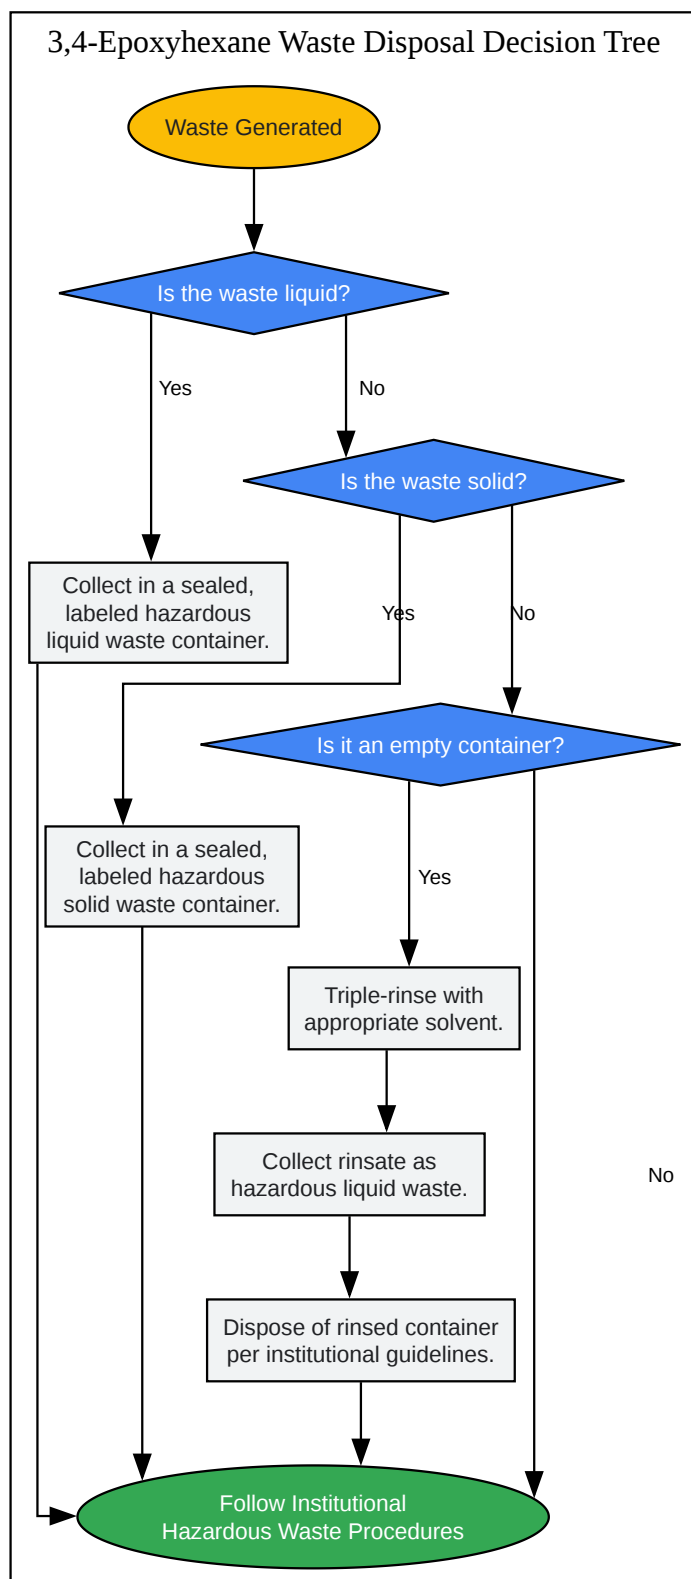 3,4-Epoxyhexane Waste Disposal Decision Tree
Waste Generated
Is the waste liquid?
Yes
No
Is the waste solid?
Collect in a sealed,
labeled hazardous
liquid waste container.
Yes
No
Is it an empty container?
Collect in a sealed,
labeled hazardous
solid waste container.
Yes
Triple-rinse with
appropriate solvent.
Collect rinsate as
hazardous liquid waste.
No
Dispose of rinsed container
per institutional guidelines.
Follow Institutional
Hazardous Waste Procedures